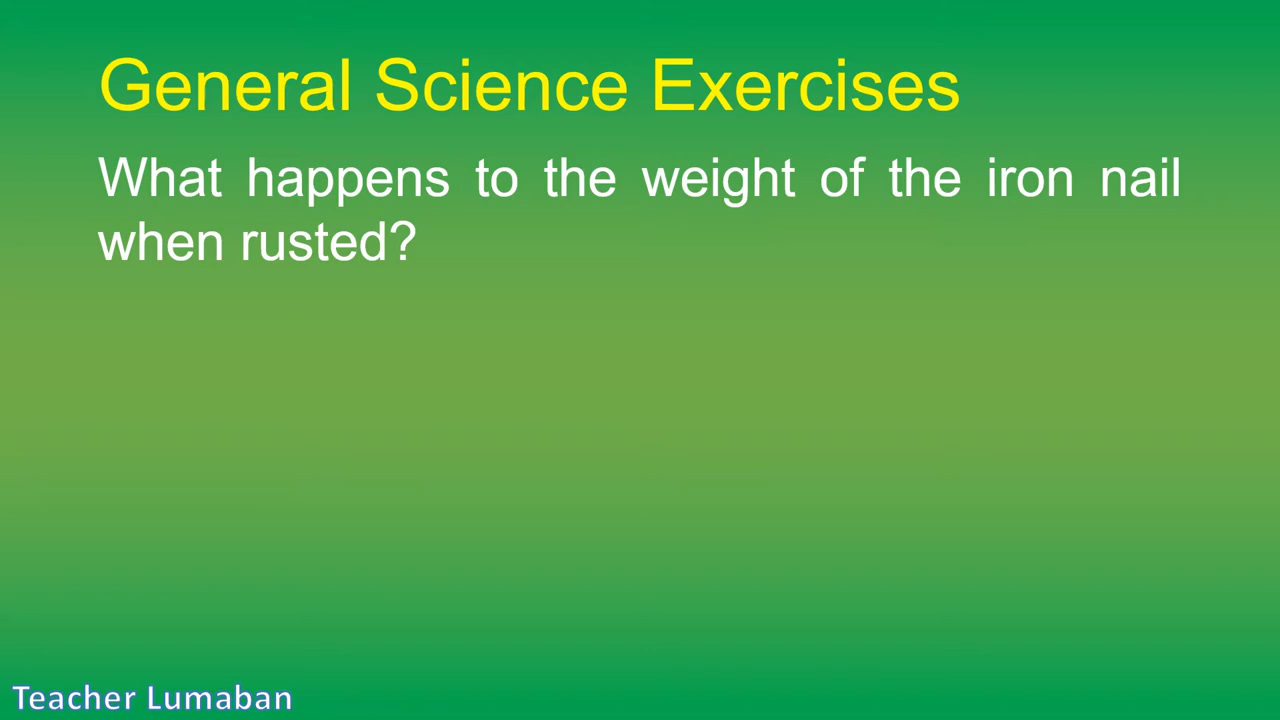 General Science Exercises
What happens to the weight of the iron nail
when rusted?
Teacher Lumaban